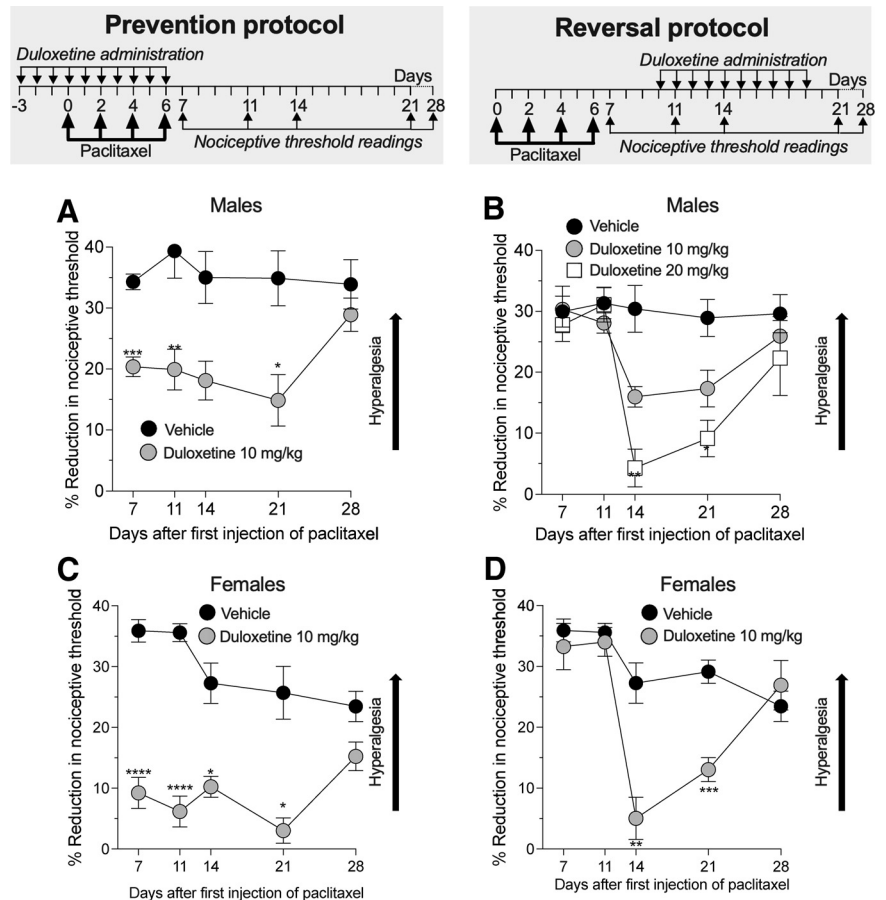 Prevention protocol
Duloxetine administration
Days
-3 0 2 4 6 7 11 14 21 28
Paclitaxel
Nociceptive threshold readings
Reversal protocol
Duloxetine administration
Days
0 2 4 6 7 11 14 21 28
Paclitaxel
Nociceptive threshold readings
A
Males
% Reduction in nociceptive threshold
40
30
20
10
0
***
**
*
Vehicle
Duloxetine 10 mg/kg
Hyperalgesia
7 11 14 21 28
Days after first injection of paclitaxel
B
Males
Vehicle
Duloxetine 10 mg/kg
Duloxetine 20 mg/kg
% Reduction in nociceptive threshold
40
30
20
10
0
**
*
Hyperalgesia
7 11 14 21 28
Days after first injection of paclitaxel
C
Females
Vehicle
Duloxetine 10 mg/kg
% Reduction in nociceptive threshold
40
30
20
10
0
****
****
*
*
Hyperalgesia
7 11 14 21 28
Days after first injection of paclitaxel
D
Females
Vehicle
Duloxetine 10 mg/kg
% Reduction in nociceptive threshold
40
30
20
10
0
**
***
Hyperalgesia
7 11 14 21 28
Days after first injection of paclitaxel